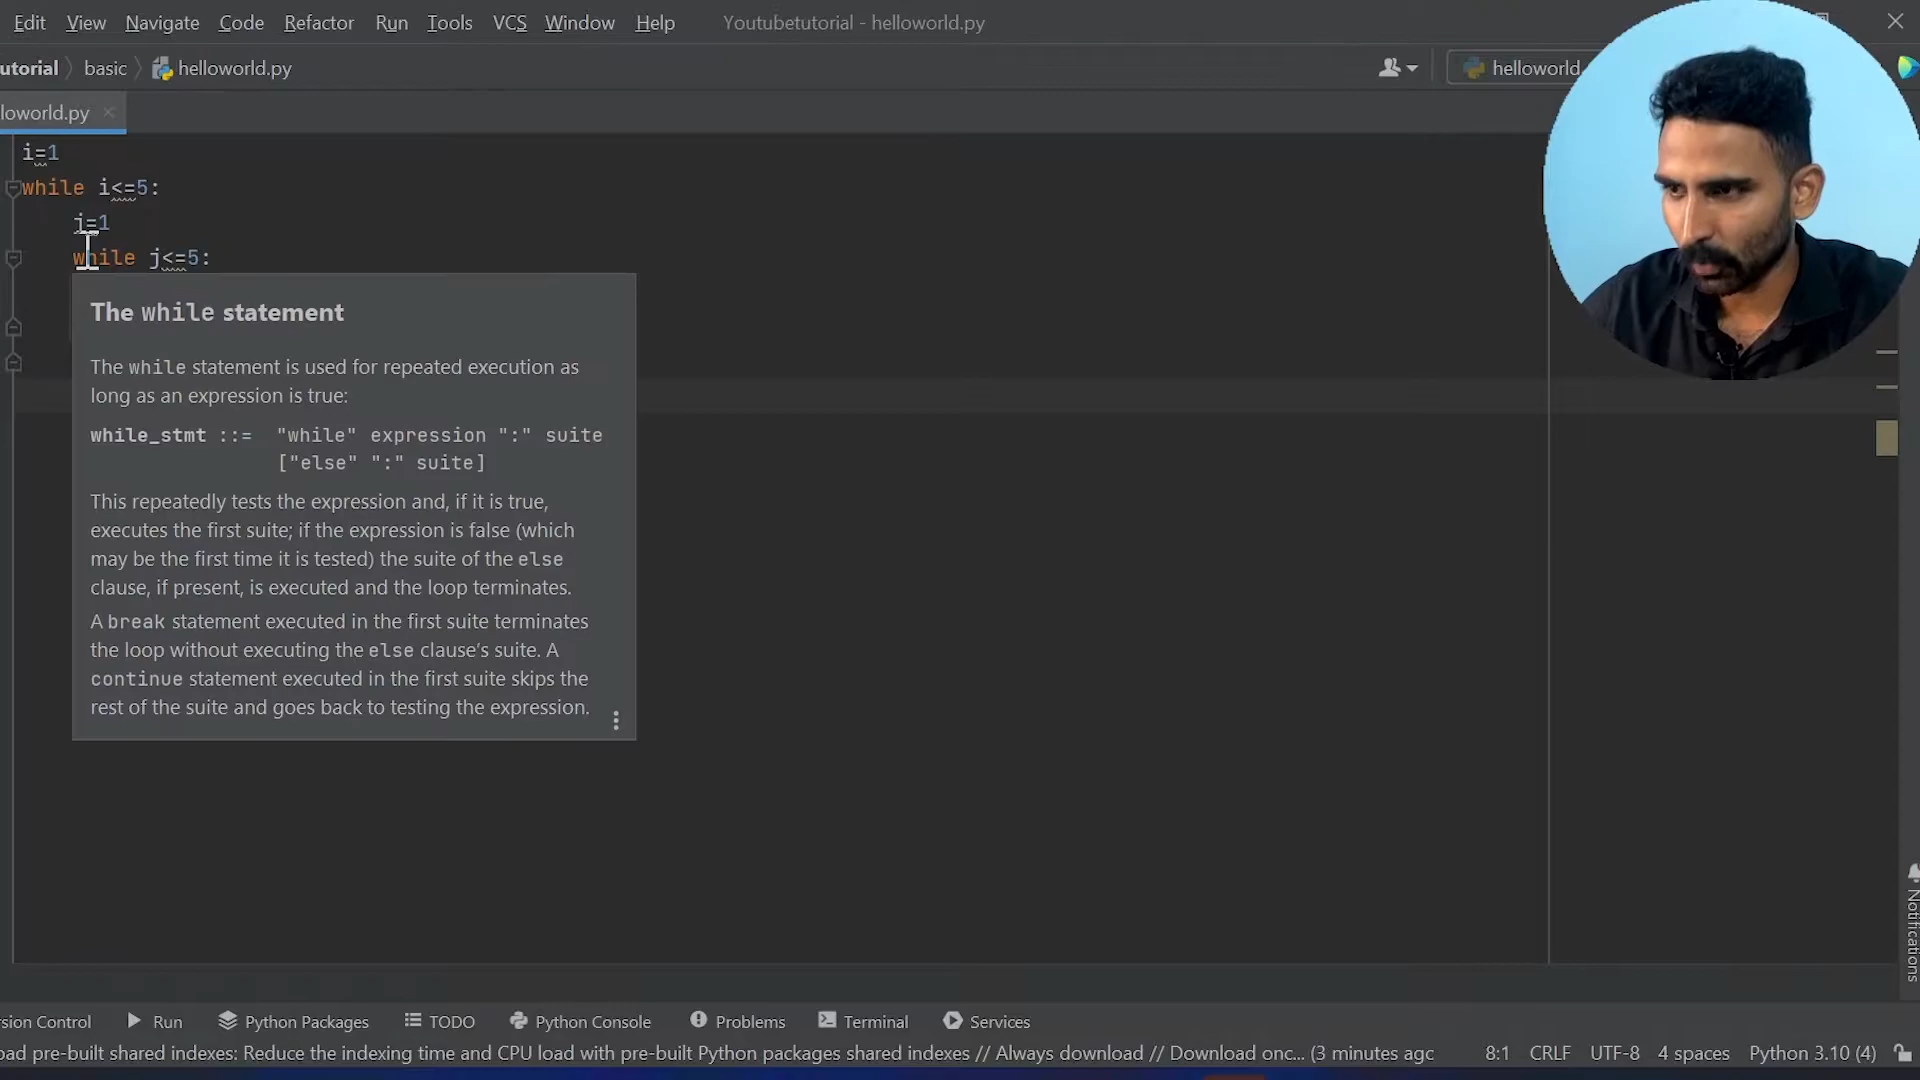 Edit View Navigate Code Refactor Run Tools VCS Window Help Youtubetutorial - helloworld.py
utorial basic helloworld.py helloworld
loworld.py
i=1
while i<=5:
j=1
while j<=5:
The while statement
The while statement is used for repeated execution as
long as an expression is true:
while_stmt ::= "while" expression ":" suite
["else" ":" suite]
This repeatedly tests the expression and, if it is true,
executes the first suite; if the expression is false (which
may be the first time it is tested) the suite of the else
clause, if present, is executed and the loop terminates.
A break statement executed in the first suite terminates
the loop without executing the else clause's suite. A
continue statement executed in the first suite skips the
rest of the suite and goes back to testing the expression.
Notifications
rsion Control Run Python Packages TODO Python Console Problems Terminal Services
oad pre-built shared indexes: Reduce the indexing time and CPU load with pre-built Python packages shared indexes // Always download // Download onc... (3 minutes agc 8:1 CRLF UTF-8 4 spaces Python 3.10 (4)